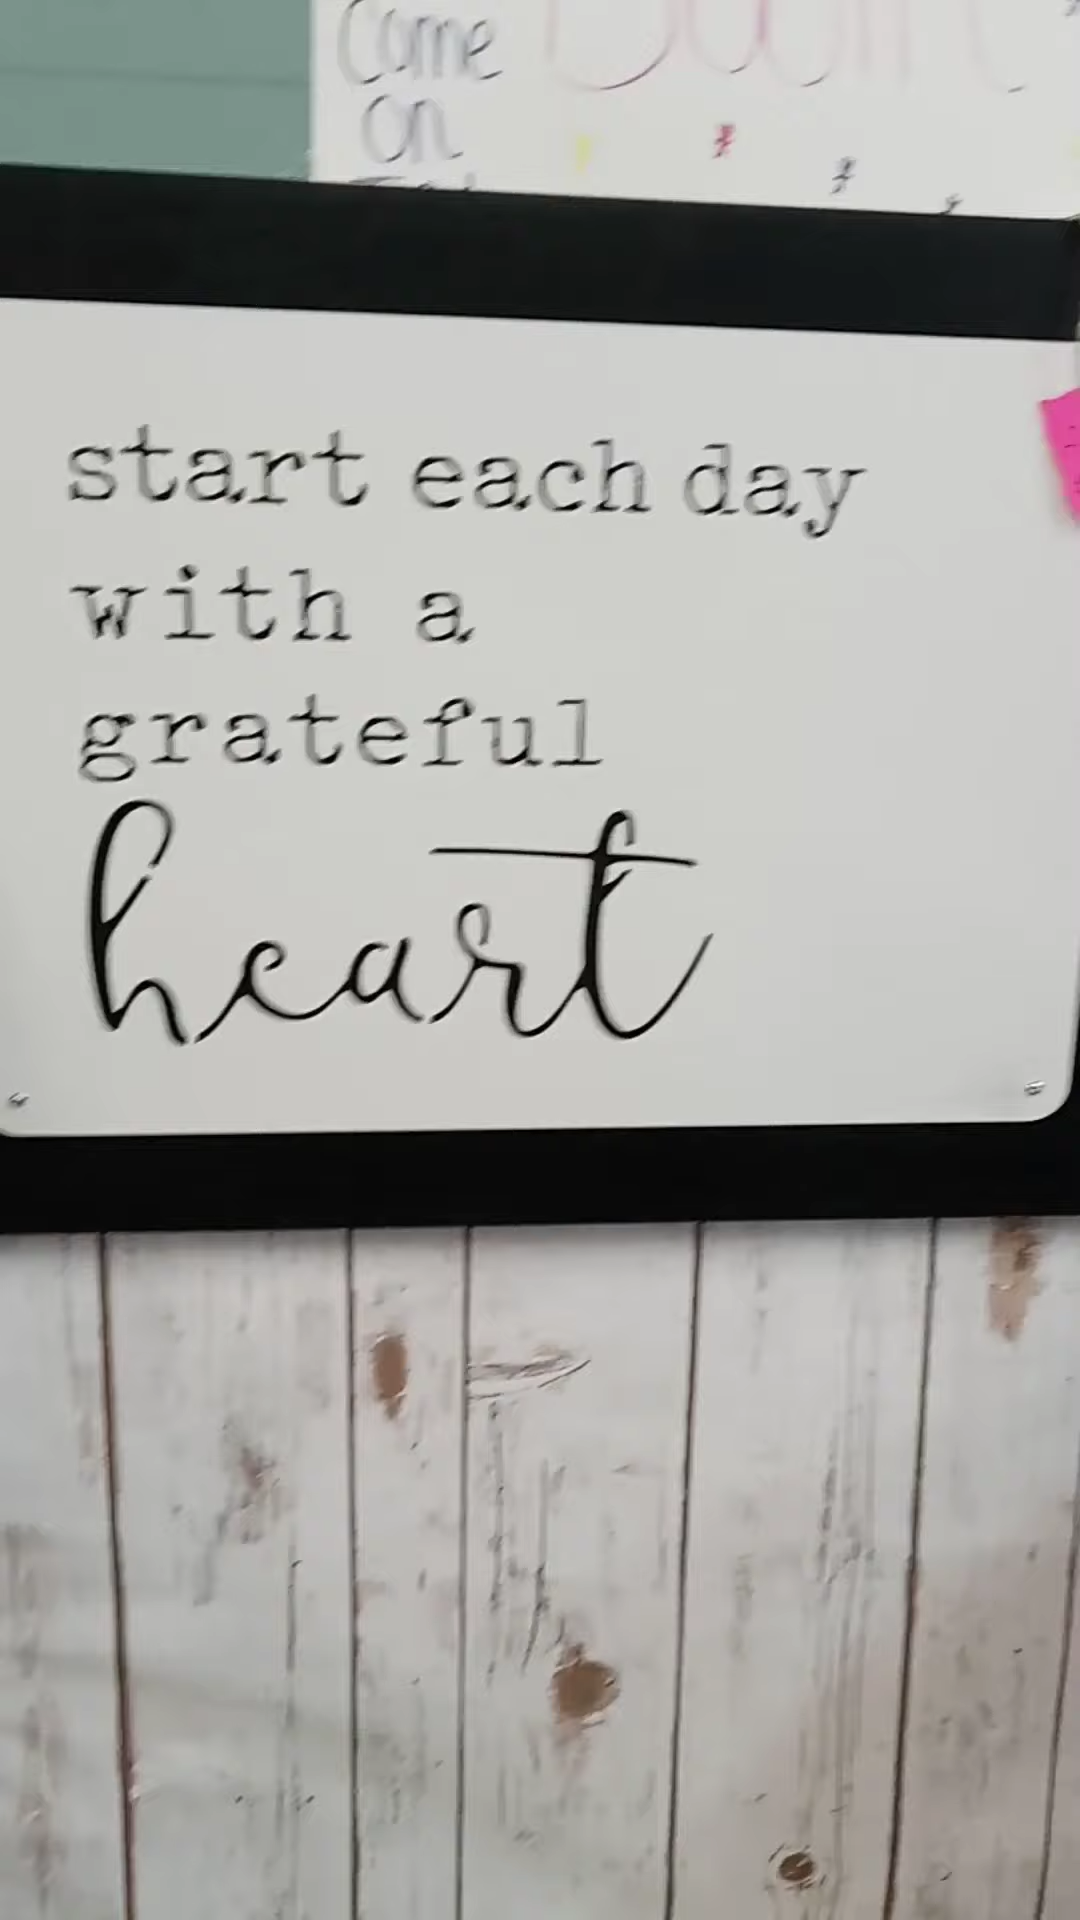 Come
on
start each day
with a
grateful
heart